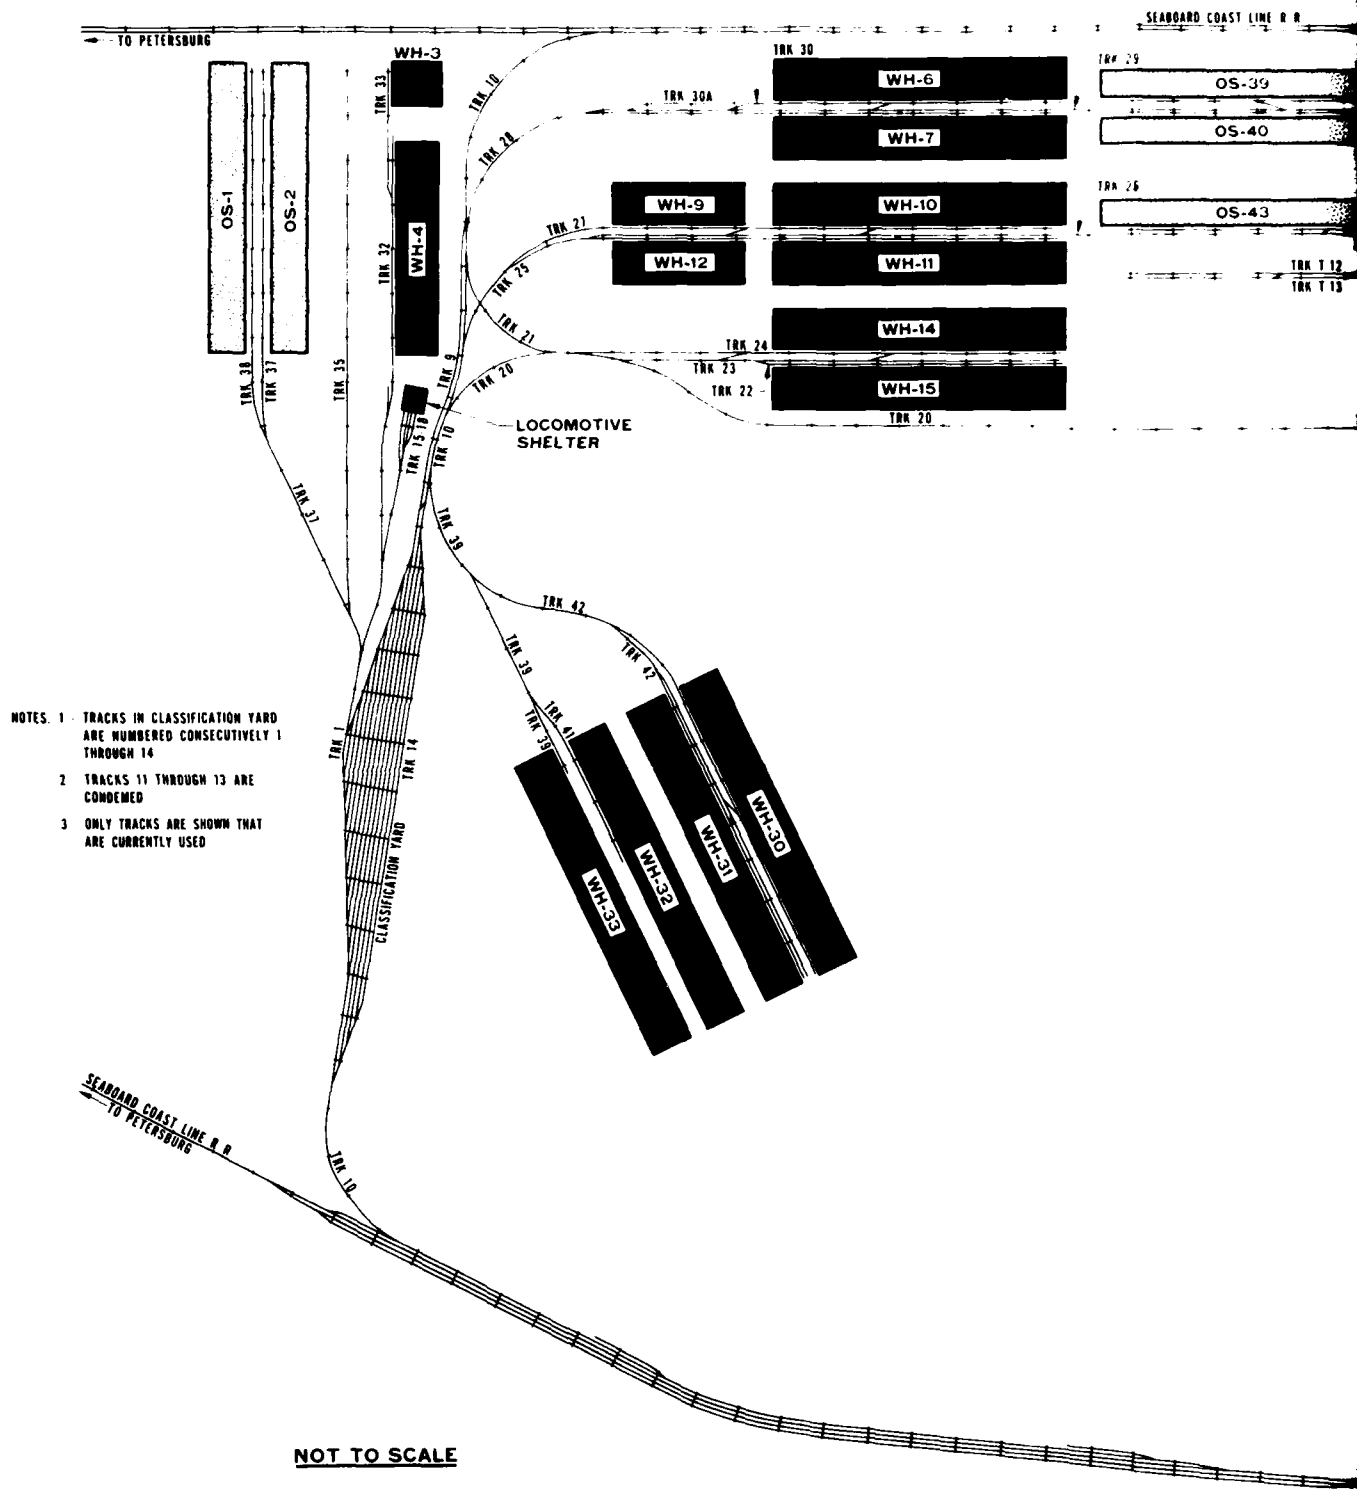 SEABOARD COAST LINE R R
TO PETERSBURG
WH-3
TRK 30
TRK 29
TRK 33
TRK 10
WH-6
OS-39
TRK 30A
OS-40
WH-7
TRK 28
OS-1
OS-2
WH-4
TRK 32
WH-9
WH-10
TRK 26
OS-43
TRK 27
TRK 25
WH-12
WH-11
TRK T 12
TRK T 13
TRK 21
WH-14
TRK 24
TRK 38
TRK 37
TRK 35
TRK 9
TRK 20
TRK 23
TRK 22
WH-15
TRK 20
LOCOMOTIVE
SHELTER
TRK 15-18
TRK 10
TRK 37
TRK 39
TRK 42
TRK 39
TRK 42
NOTES. 1 - TRACKS IN CLASSIFICATION YARD
ARE NUMBERED CONSECUTIVELY 1
THROUGH 14
2 TRACKS 11 THROUGH 13 ARE
CONDEMED
3 ONLY TRACKS ARE SHOWN THAT
ARE CURRENTLY USED
TRK 1
TRK 14
TRK 39
TRK 41
CLASSIFICATION YARD
WH-33
WH-32
WH-31
WH-30
SEABOARD COAST LINE R R
TO PETERSBURG
TRK 10
NOT TO SCALE